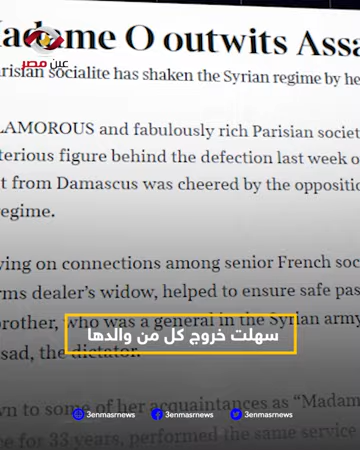 Madame O outwits Assa
عين مصر
arisian socialite has shaken the Syrian regime by he
LAMOROUS and fabulously rich Parisian societ
terious figure behind the defection last week o
t from Damascus was cheered by the oppositi
regime.
ying on connections among senior French soc
rms dealer's widow, helped to ensure safe pas
brother, who was a general in the Syrian army
سهلت خروج كل من والدها
sad, the dictator.
wn to some of her acquaintances as “Madam
ce for 33 years, performed the same service
3enmasrnews 3enmasrnews 3enmasrnews